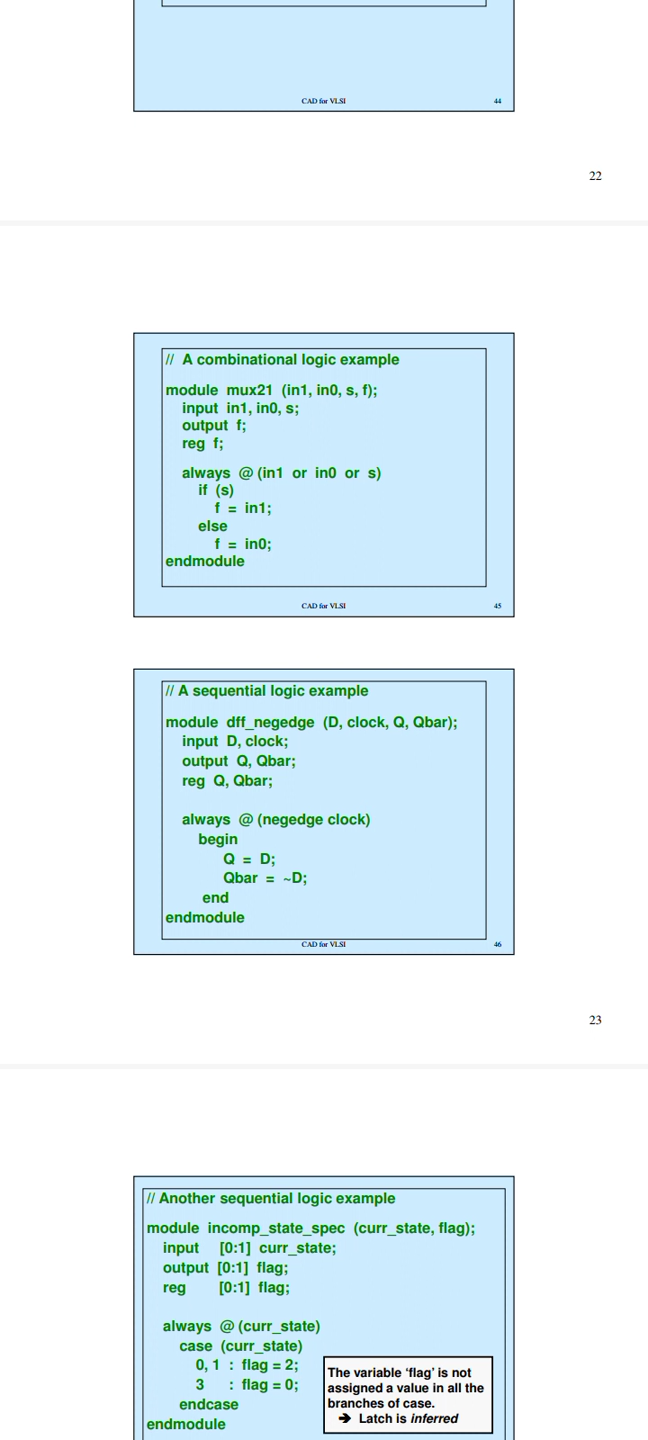 CAD for VLSI 44
22
// A combinational logic example
module mux21 (in1, in0, s, f);
input in1, in0, s;
output f;
reg f;
always @ (in1 or in0 or s)
if (s)
f = in1;
else
f = in0;
endmodule
CAD for VLSI 45
// A sequential logic example
module dff_negedge (D, clock, Q, Qbar);
input D, clock;
output Q, Qbar;
reg Q, Qbar;
always @ (negedge clock)
begin
Q = D;
Qbar = ~D;
end
endmodule
CAD for VLSI 46
23
// Another sequential logic example
module incomp_state_spec (curr_state, flag);
input [0:1] curr_state;
output [0:1] flag;
reg [0:1] flag;
always @ (curr_state)
case (curr_state)
0, 1 : flag = 2;
3 : flag = 0;
endcase
endmodule
The variable ‘flag’ is not
assigned a value in all the
branches of case.
➔ Latch is inferred